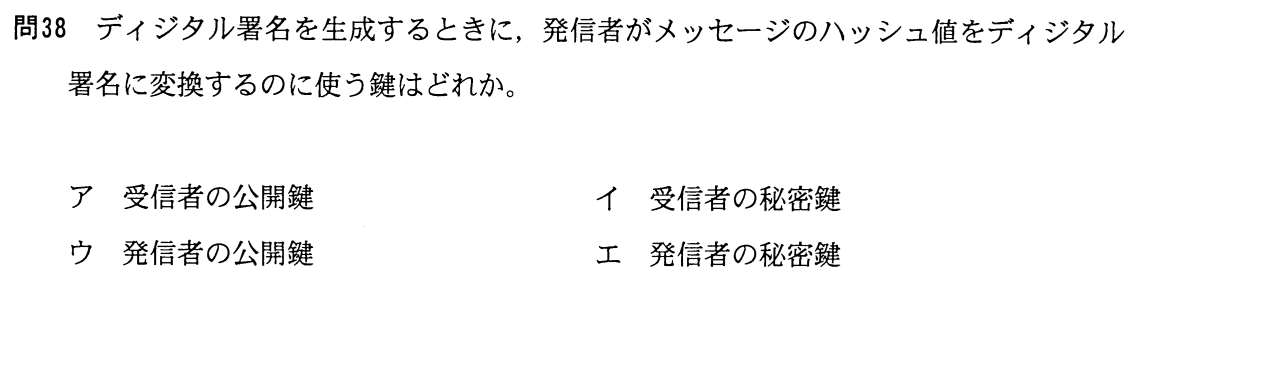 問38 ディジタル署名を生成するときに，発信者がメッセージのハッシュ値をディジタル
署名に変換するのに使う鍵はどれか。
ア 受信者の公開鍵 イ 受信者の秘密鍵
ウ 発信者の公開鍵 エ 発信者の秘密鍵